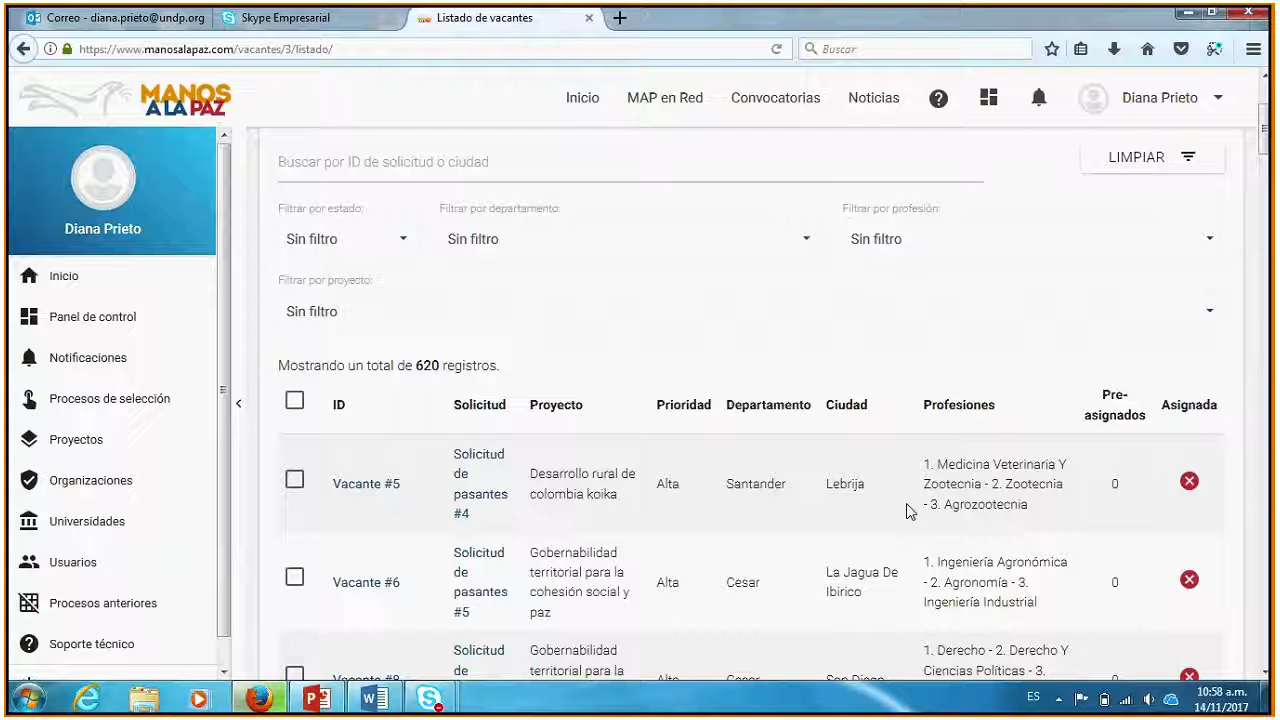 Correo - diana.prieto@undp.org
Skype Empresarial
Listado de vacantes
https://www.manosalapaz.com/vacantes/3/listado/
Buscar
MANOS A LA PAZ
Inicio
MAP en Red
Convocatorias
Noticias
Diana Prieto
Diana Prieto
Inicio
Panel de control
Notificaciones
Procesos de selección
Proyectos
Organizaciones
Universidades
Usuarios
Procesos anteriores
Soporte técnico
Buscar por ID de solicitud o ciudad
LIMPIAR
Filtrar por estado:
Filtrar por departamento:
Filtrar por profesión:
Sin filtro
Sin filtro
Sin filtro
Filtrar por proyecto:
Sin filtro
Mostrando un total de 620 registros.
ID
Solicitud
Proyecto
Prioridad
Departamento
Ciudad
Profesiones
Pre-
asignados
Asignada
Vacante #5
Solicitud
de
pasantes
#4
Desarrollo rural de
colombia koika
Alta
Santander
Lebrija
1. Medicina Veterinaria Y
Zootecnia - 2. Zootecnia
- 3. Agrozootecnia
0
Vacante #6
Solicitud
de
pasantes
#5
Gobernabilidad
territorial para la
cohesión social y
paz
Alta
Cesar
La Jagua De
Ibirico
1. Ingeniería Agronómica
- 2. Agronomía - 3.
Ingeniería Industrial
0
Vacante #8
Solicitud
de
Gobernabilidad
territorial para la
Alta
Cesar
San Diego
1. Derecho - 2. Derecho Y
Ciencias Políticas - 3.
0
ES
10:58 a.m.
14/11/2017